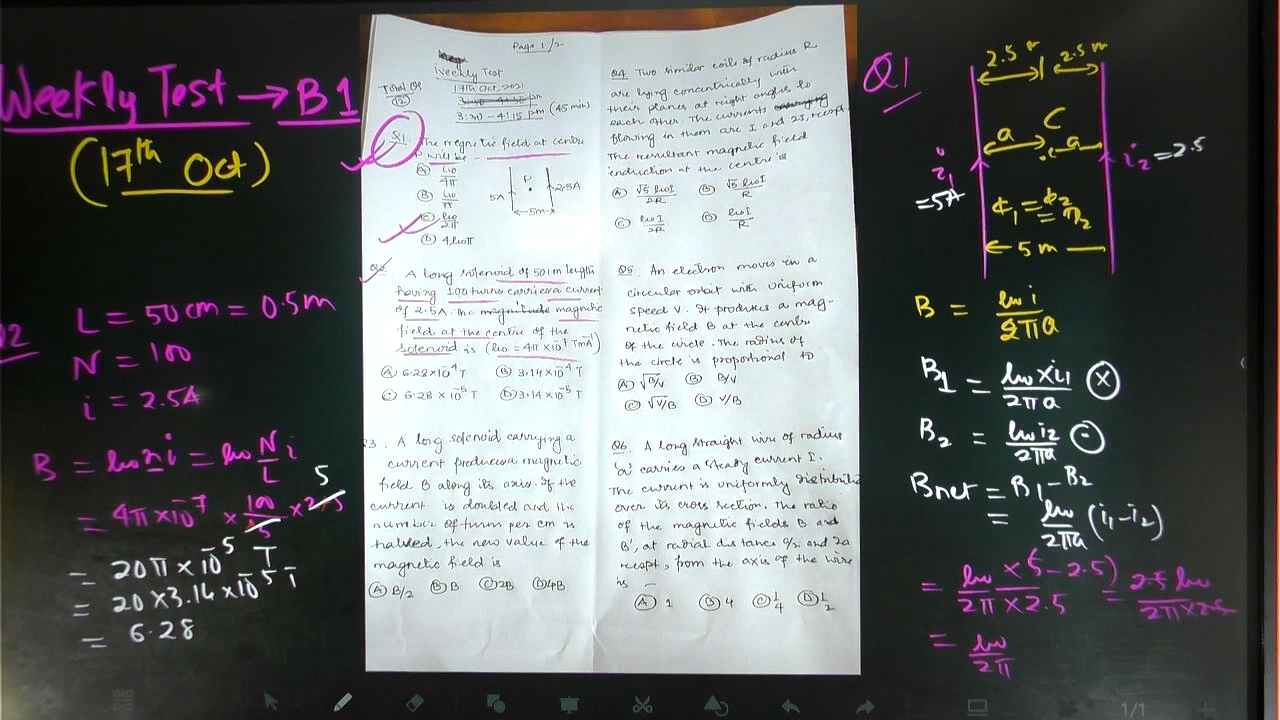 Weekly Test → B1
(17th Oct)
Q2
L = 50 cm = 0.5m
N = 100
i = 2.5A
B = μ₀ni = μ₀ N/L i
= 4π×10⁻⁷ × 100/.5 × 2.5
5
= 20π × 10⁻⁵ T
= 20×3.14×10⁻⁵ T
= 6.28
Page 1/2
Weekly Test
Total Qs
(12)
17th Oct, 2021
3:30 - 4:15 pm (45 min)
Q1. The magnetic field at centre
P will be -
(A) μ₀/4π
(B) μ₀/π
(C) μ₀/2π
(D) 4μ₀π
P
5A
2.5A
5m
Q2. A long solenoid of 50cm length
having 100 turns carries a current
of 2.5A. The magnetic
field at the centre of the
solenoid is (μ₀ = 4π×10⁻⁷ TmA⁻¹)
(A) 6.28×10⁻⁴ T (B) 3.14×10⁻⁴ T
(C) 6.28 × 10⁻⁵ T (D) 3.14×10⁻⁵ T
Q3. A long solenoid carrying a
current produces a magnetic
field B along its axis. If the
current is doubled and the
number of turns per cm is
halved, the new value of the
magnetic field is
(A) B/2 (B) B (C) 2B (D) 4B
Q4. Two similar coils of radius R
are lying concentrically with
their planes at right angles to
each other. The currents
flowing in them are I and 2I, respt.
The resultant magnetic field
induction at the centre is
(A) √5 μ₀I/2R (B) √5 μ₀I/R
(C) μ₀I/2R (D) μ₀I/R
Q5. An electron moves in a
circular orbit with uniform
speed v. It produces a mag-
netic field B at the centre
of the circle. The radius of
the circle is proportional to
(A) √B/v (B) B/v
(C) √v/B (D) v/B
Q6. A long straight wire of radius
'a' carries a steady current I.
The current is uniformly distributed
over its cross section. The ratio
of the magnetic fields B and
B', at radial distances a/2 and 2a
respt, from the axis of the wire
is -
(A) 1 (B) 4 (C) 1/4 (D) 1/2
Q1
2.5 m 2.5 m
a C a
i₁
= 5A
i₂ = 2.5
5 m
B = μ₀ i/2πa
B₁ = μ₀×i₁/2πa ⊗
B₂ = μ₀i₂/2πa ⊙
Bnet = B₁ - B₂
= μ₀/2πa (i₁-i₂)
= μ₀ × (5-2.5)/2π × 2.5 = 2.5 μ₀/2π×2.5
= μ₀/2π
1/1